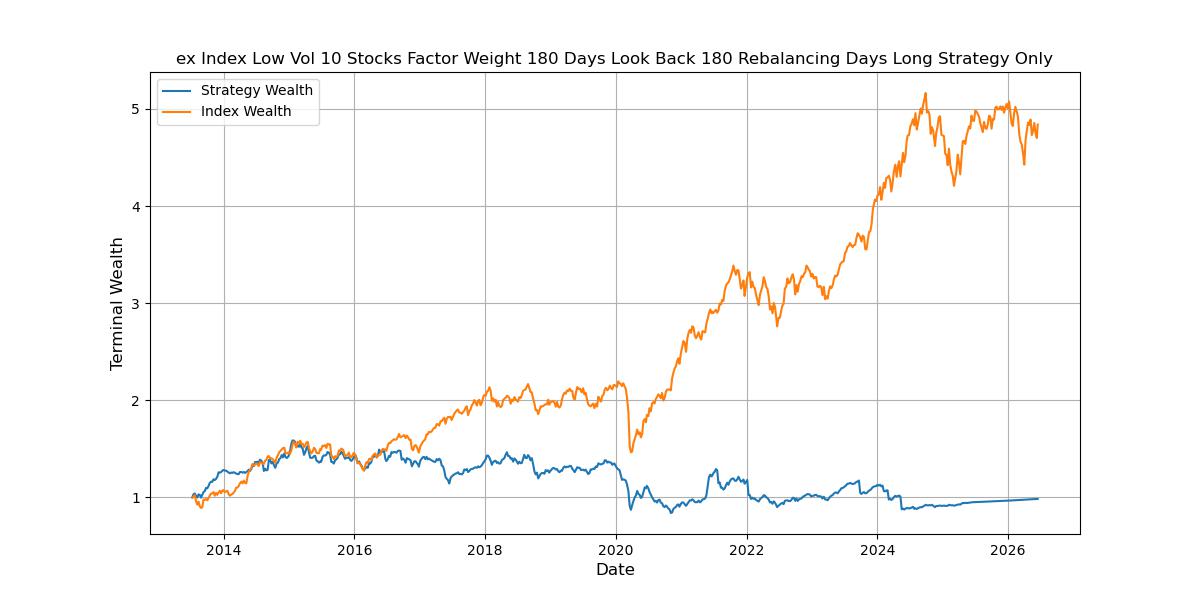 ex Index Low Vol 10 Stocks Factor Weight 180 Days Look Back 180 Rebalancing Days Long Strategy Only
Strategy Wealth
Index Wealth
Terminal Wealth
5
4
3
2
1
2014 2016 2018 2020 2022 2024 2026
Date